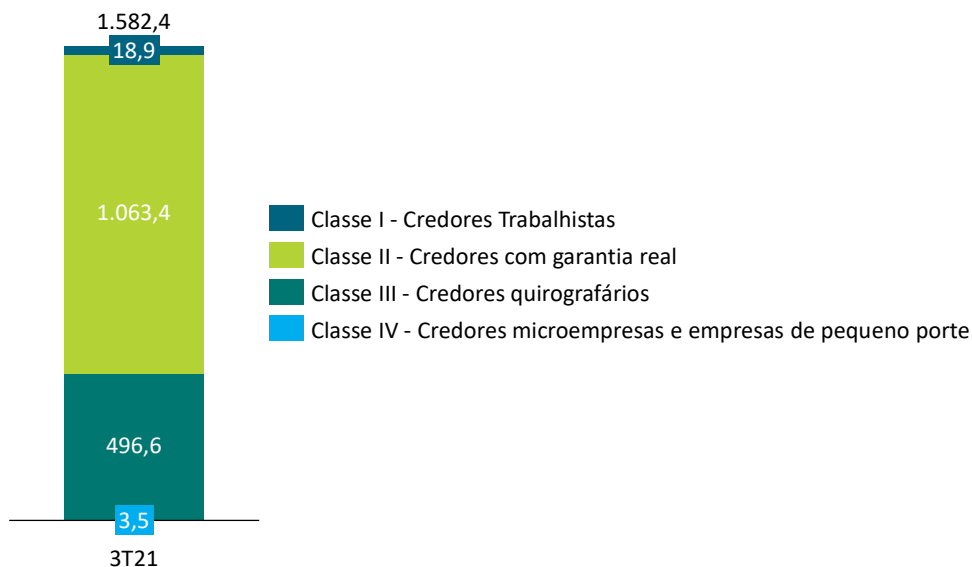 1.582,4
18,9
1.063,4
496,6
3,5
3T21
Classe I - Credores Trabalhistas
Classe II - Credores com garantia real
Classe III - Credores quirografários
Classe IV - Credores microempresas e empresas de pequeno porte